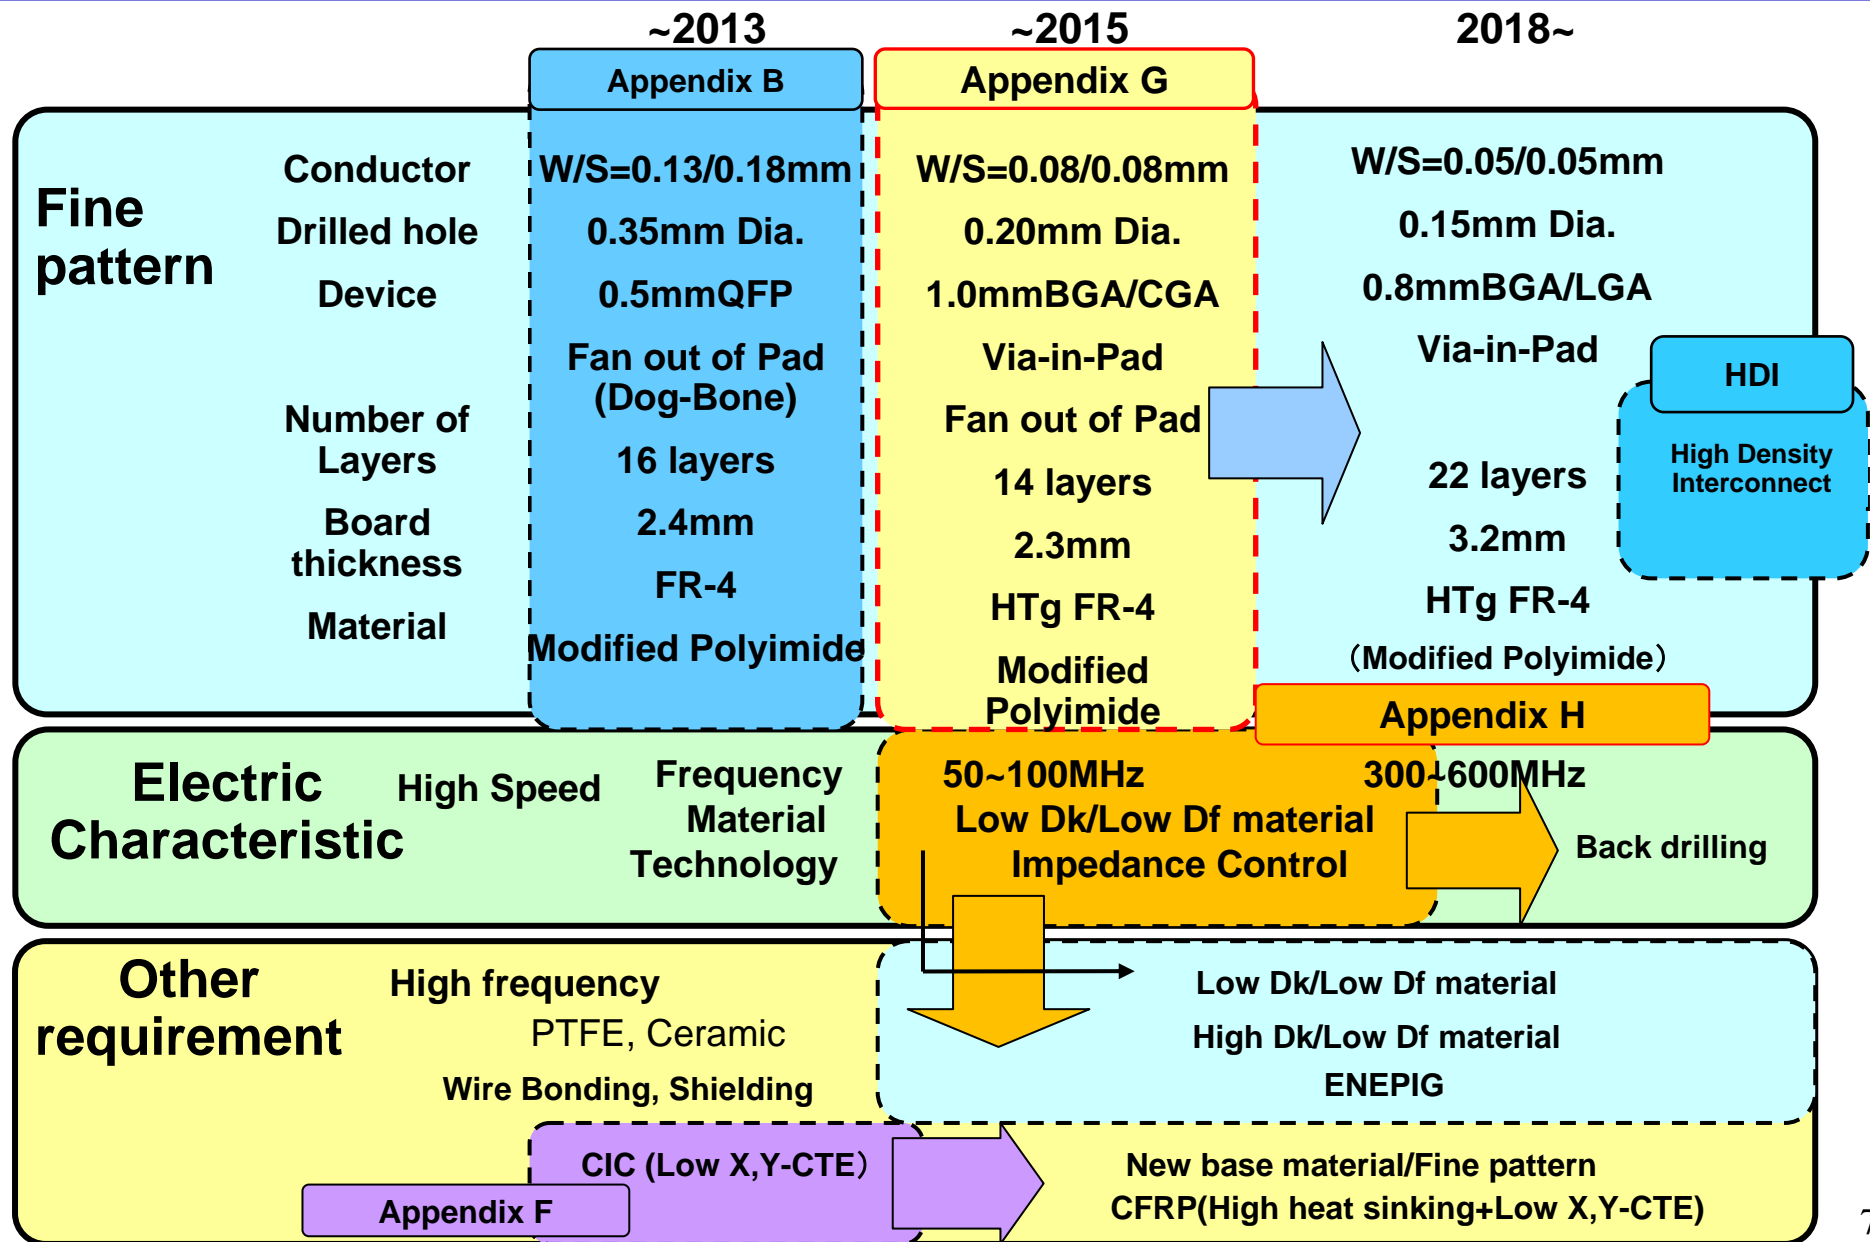 ~2013
~2015
2018~
Appendix B
Appendix G
Fine
pattern
Conductor
W/S=0.13/0.18mm
W/S=0.08/0.08mm
W/S=0.05/0.05mm
Drilled hole
0.35mm Dia.
0.20mm Dia.
0.15mm Dia.
Device
0.5mmQFP
1.0mmBGA/CGA
0.8mmBGA/LGA
Fan out of Pad
(Dog-Bone)
Via-in-Pad
Via-in-Pad
Fan out of Pad
HDI
High Density
Interconnect
Number of
Layers
16 layers
14 layers
22 layers
Board
thickness
2.4mm
2.3mm
3.2mm
Material
FR-4
HTg FR-4
HTg FR-4
Modified Polyimide
Modified
Polyimide
（Modified Polyimide）
Appendix H
Electric
Characteristic
High Speed
Frequency
Material
Technology
50~100MHz
300~600MHz
Low Dk/Low Df material
Impedance Control
Back drilling
Other
requirement
High frequency
PTFE, Ceramic
Wire Bonding, Shielding
Low Dk/Low Df material
High Dk/Low Df material
ENEPIG
CIC (Low X,Y-CTE）
Appendix F
New base material/Fine pattern
CFRP(High heat sinking+Low X,Y-CTE)
7